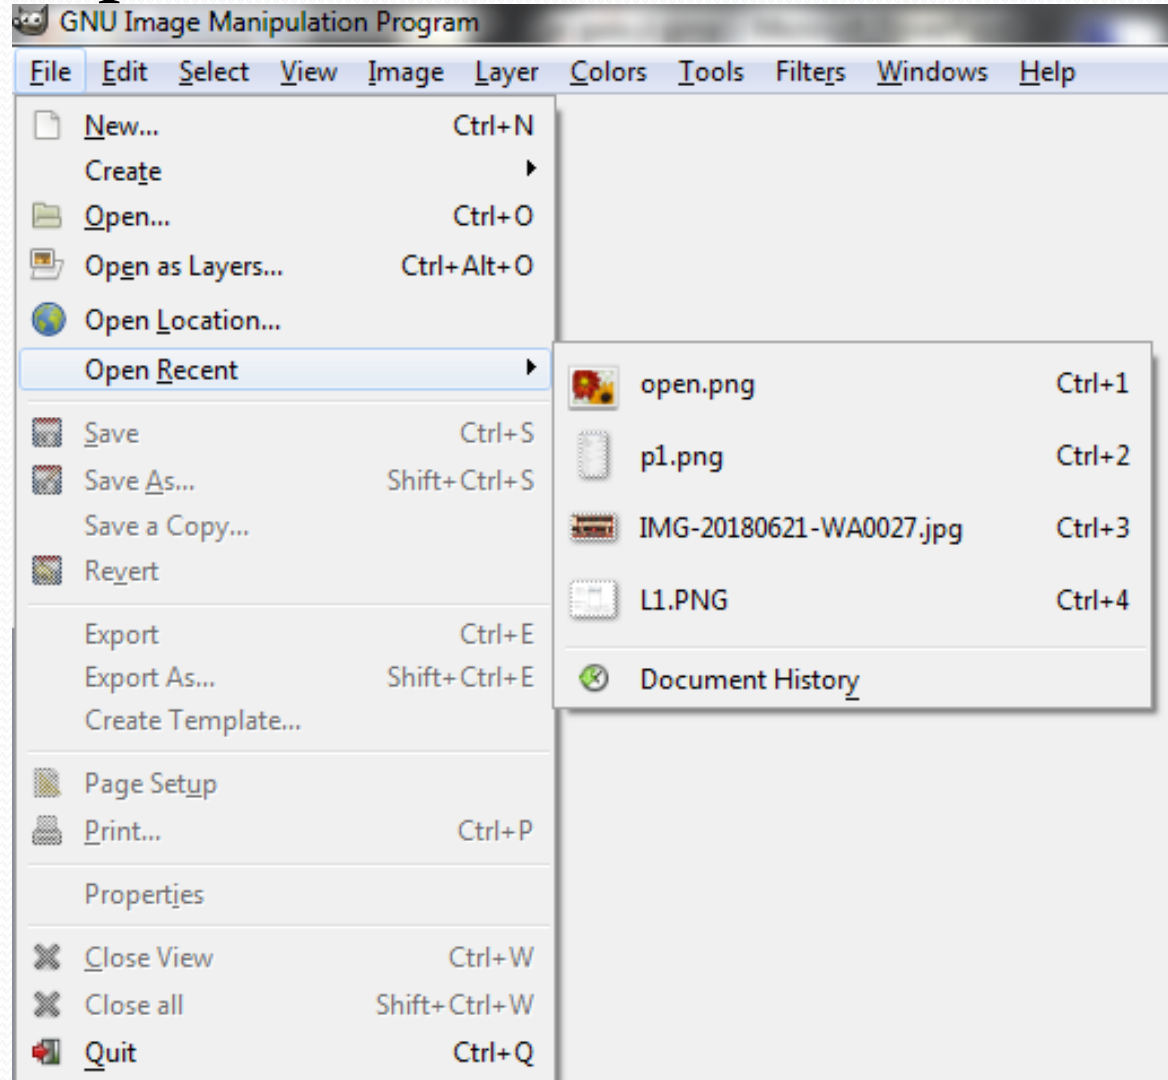 GNU Image Manipulation Program
File Edit Select View Image Layer Colors Tools Filters Windows Help
New... Ctrl+N
Create
Open... Ctrl+O
Open as Layers... Ctrl+Alt+O
Open Location...
Open Recent
open.png Ctrl+1
p1.png Ctrl+2
IMG-20180621-WA0027.jpg Ctrl+3
L1.PNG Ctrl+4
Document History
Save Ctrl+S
Save As... Shift+Ctrl+S
Save a Copy...
Revert
Export Ctrl+E
Export As... Shift+Ctrl+E
Create Template...
Page Setup
Print... Ctrl+P
Properties
Close View Ctrl+W
Close all Shift+Ctrl+W
Quit Ctrl+Q